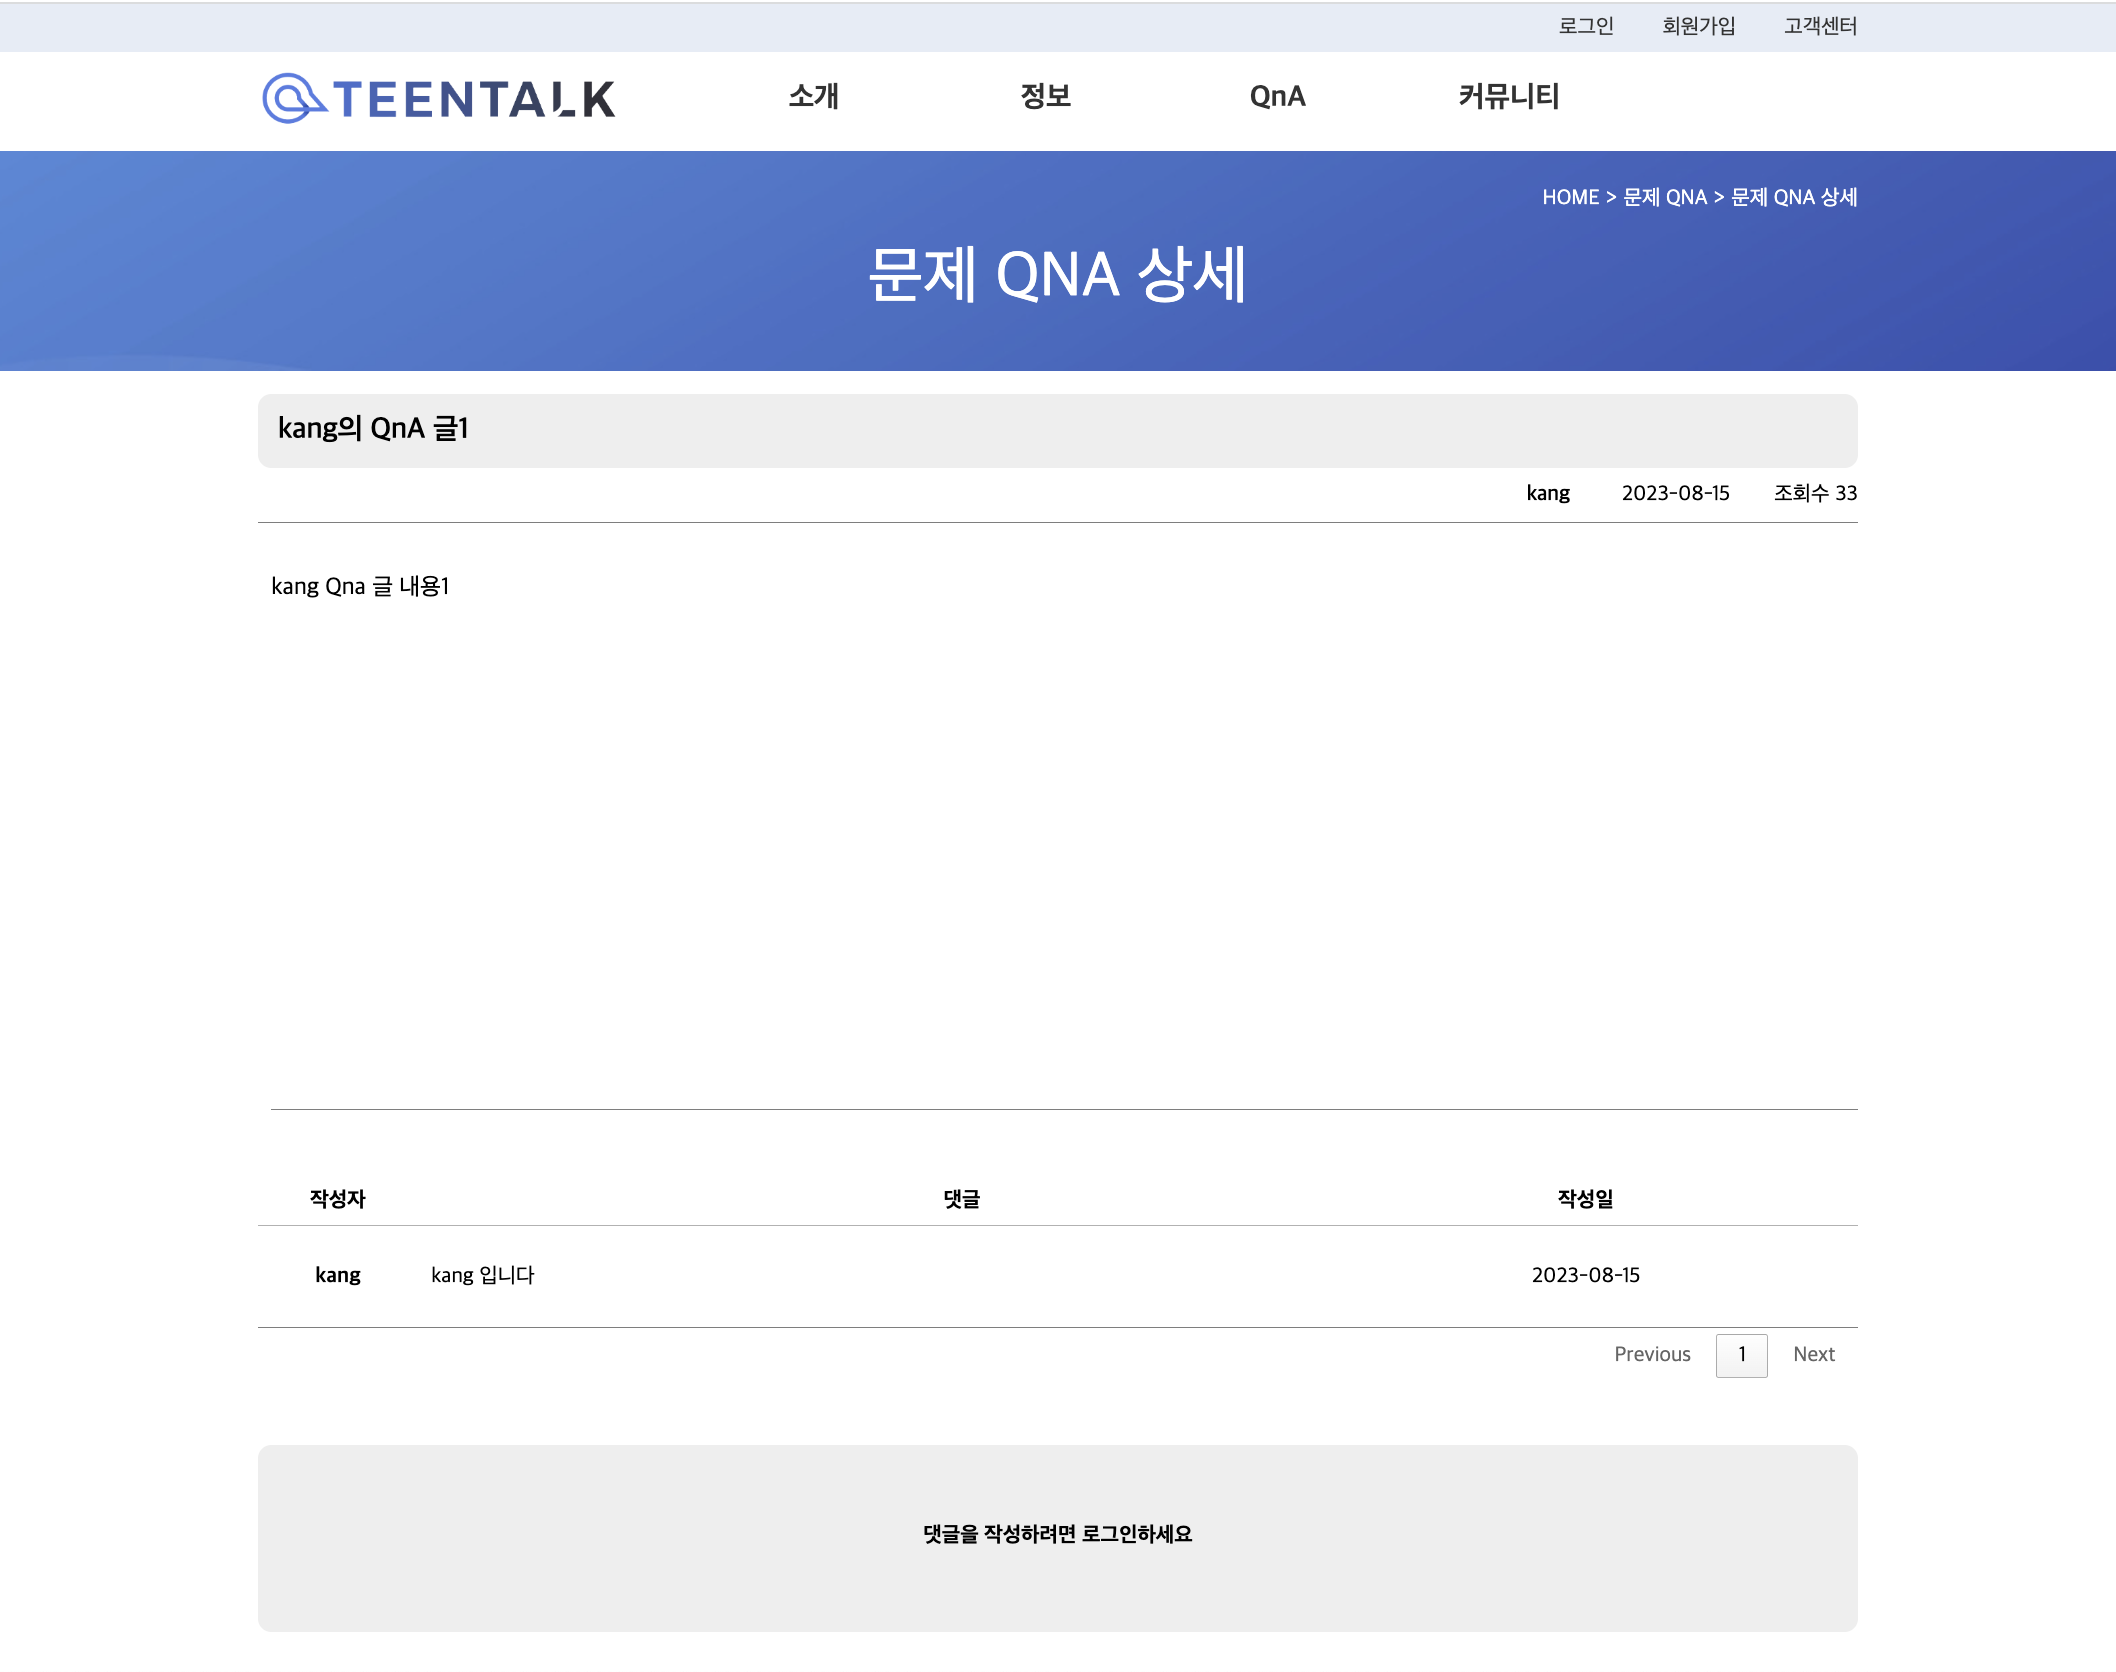 로그인 회원가입 고객센터
TEENTALK 소개 정보 QnA 커뮤니티
HOME > 문제 QNA > 문제 QNA 상세
문제 QNA 상세
kang의 QnA 글1
kang 2023-08-15 조회수 33
kang Qna 글 내용1
작성자 댓글 작성일
kang kang 입니다 2023-08-15
Previous 1 Next
댓글을 작성하려면 로그인하세요